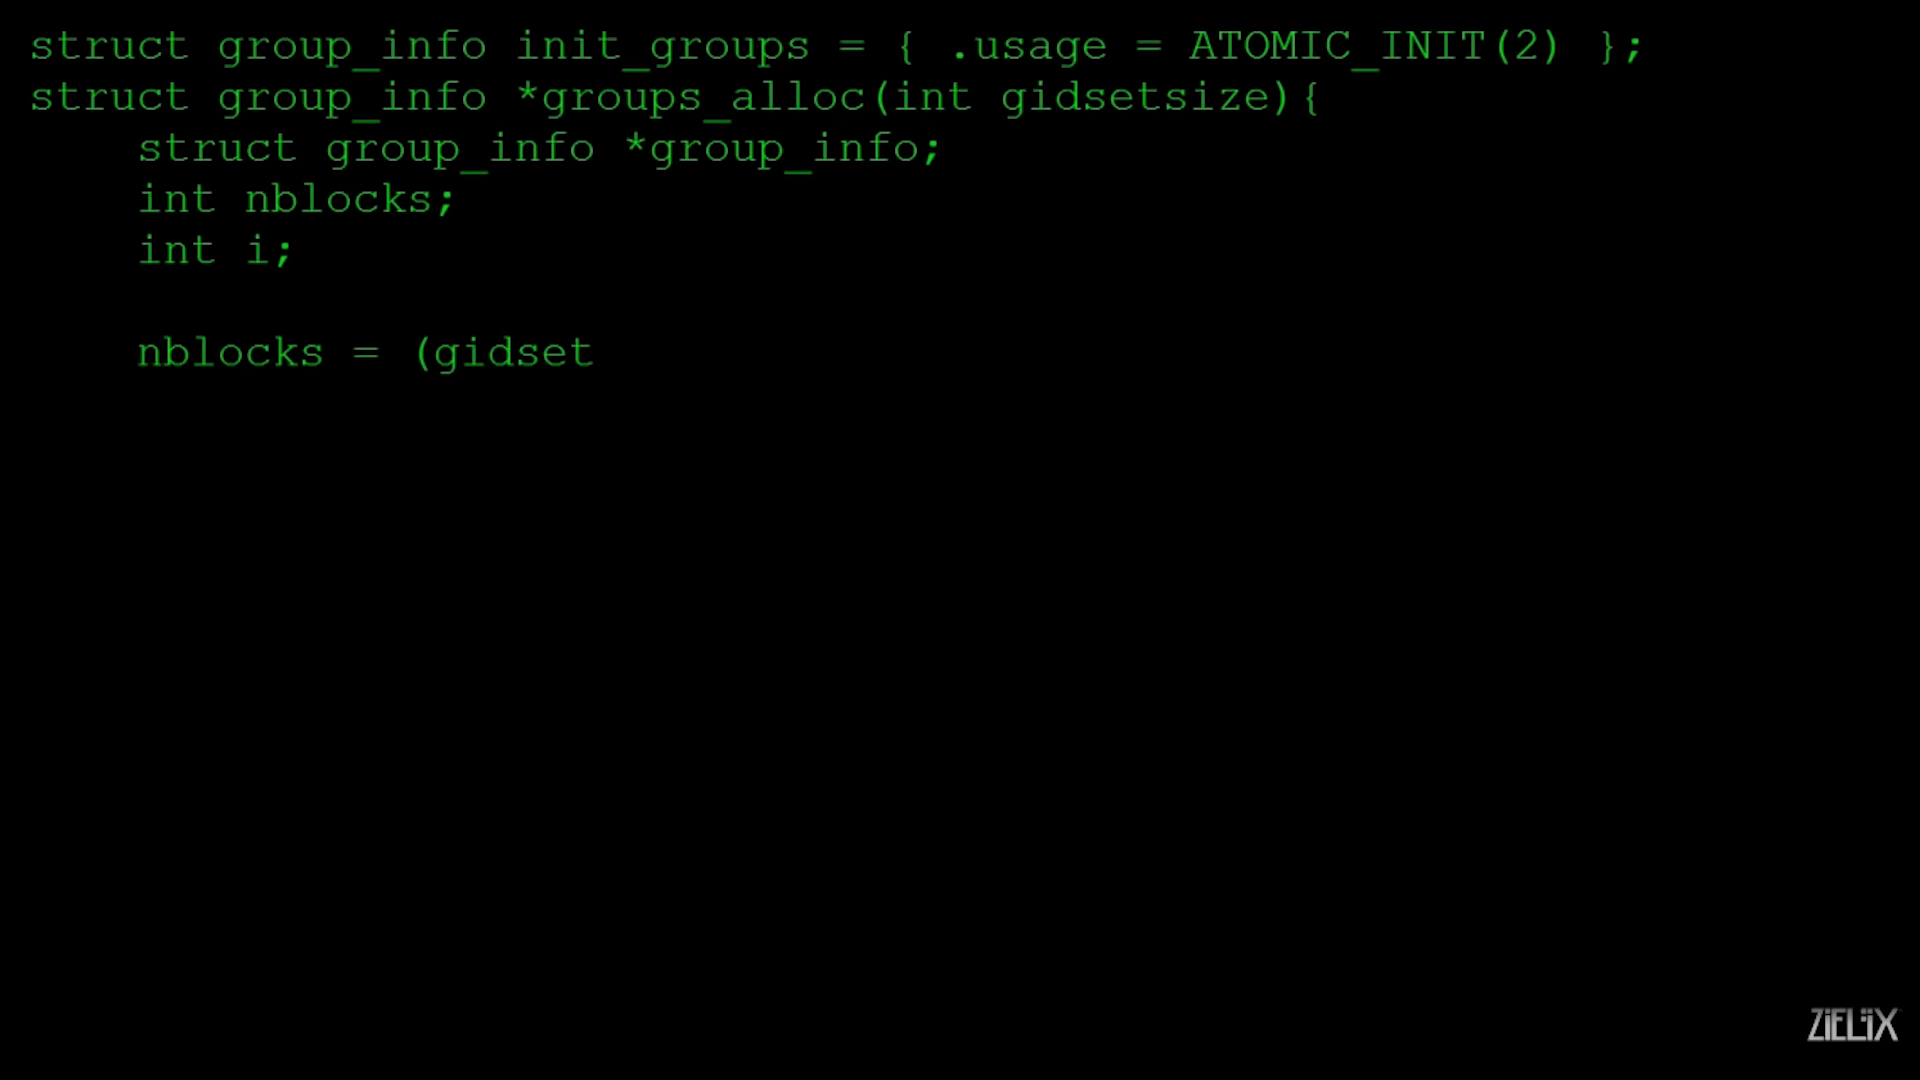 struct group_info init_groups = { .usage = ATOMIC_INIT(2) };
struct group_info *groups_alloc(int gidsetsize){
    struct group_info *group_info;
    int nblocks;
    int i;

    nblocks = (gidset
ZiELiX